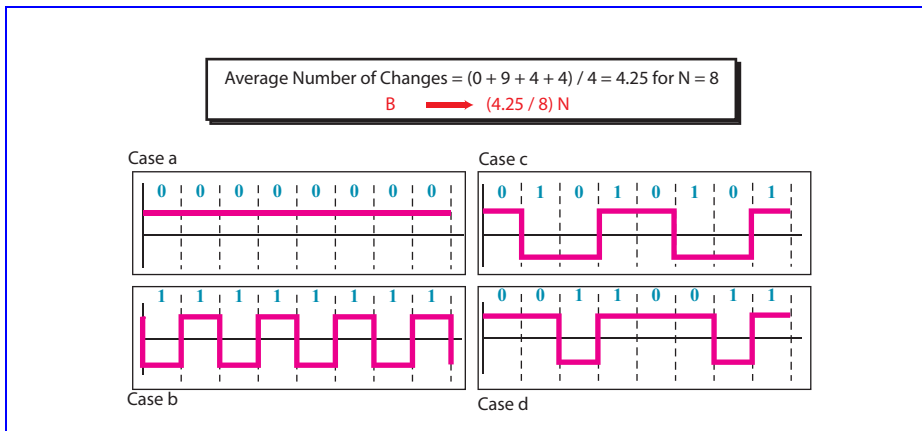 Average Number of Changes = (0 + 9 + 4 + 4) / 4 = 4.25 for N = 8
B (4.25 / 8) N
Case a
0 0 0 0 0 0 0 0
Case c
0 1 0 1 0 1 0 1
1 1 1 1 1 1 1 1
Case b
0 0 1 1 0 0 1 1
Case d